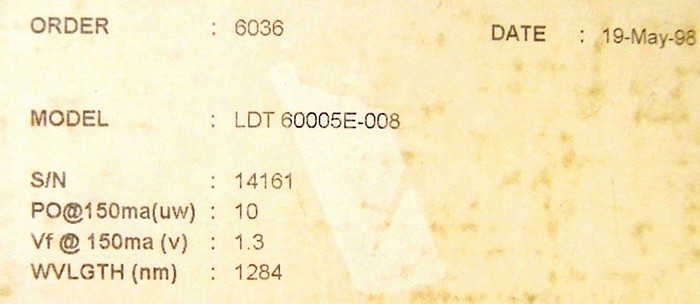 ORDER : 6036 DATE : 19-May-98
MODEL : LDT 60005E-008
S/N : 14161
PO@150ma(uw) : 10
Vf @ 150ma (v) : 1.3
WVLGTH (nm) : 1284